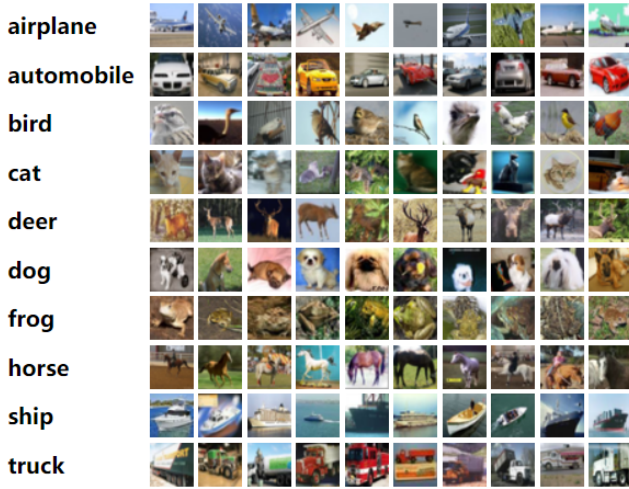 airplane
automobile
bird
cat
deer
dog
frog
horse
ship
truck